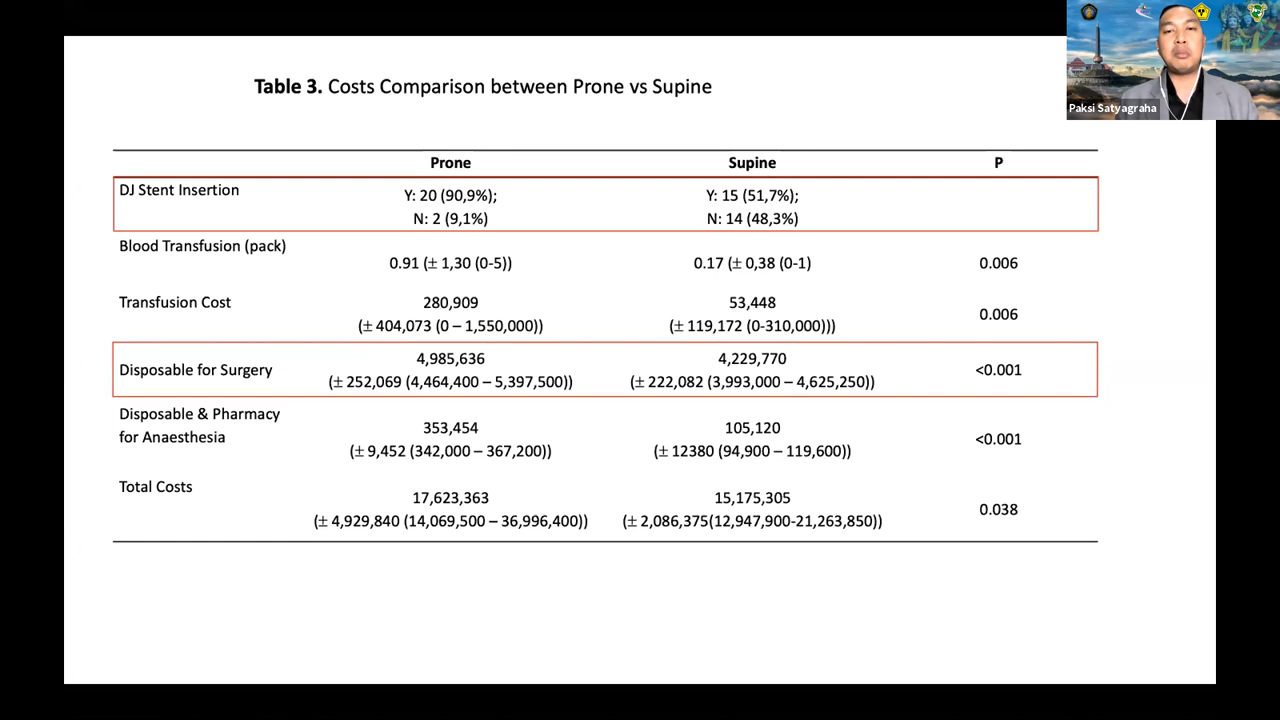 Table 3. Costs Comparison between Prone vs Supine
Prone Supine P
DJ Stent Insertion Y: 20 (90,9%); Y: 15 (51,7%);
N: 2 (9,1%) N: 14 (48,3%)
Blood Transfusion (pack)
0.91 (± 1,30 (0-5)) 0.17 (± 0,38 (0-1) 0.006
Transfusion Cost 280,909 53,448 0.006
(± 404,073 (0 – 1,550,000)) (± 119,172 (0-310,000)))
Disposable for Surgery 4,985,636 4,229,770 <0.001
(± 252,069 (4,464,400 – 5,397,500)) (± 222,082 (3,993,000 – 4,625,250))
Disposable & Pharmacy
for Anaesthesia 353,454 105,120 <0.001
(± 9,452 (342,000 – 367,200)) (± 12380 (94,900 – 119,600))
Total Costs
17,623,363 15,175,305 0.038
(± 4,929,840 (14,069,500 – 36,996,400)) (± 2,086,375(12,947,900-21,263,850))
Paksi Satyagraha